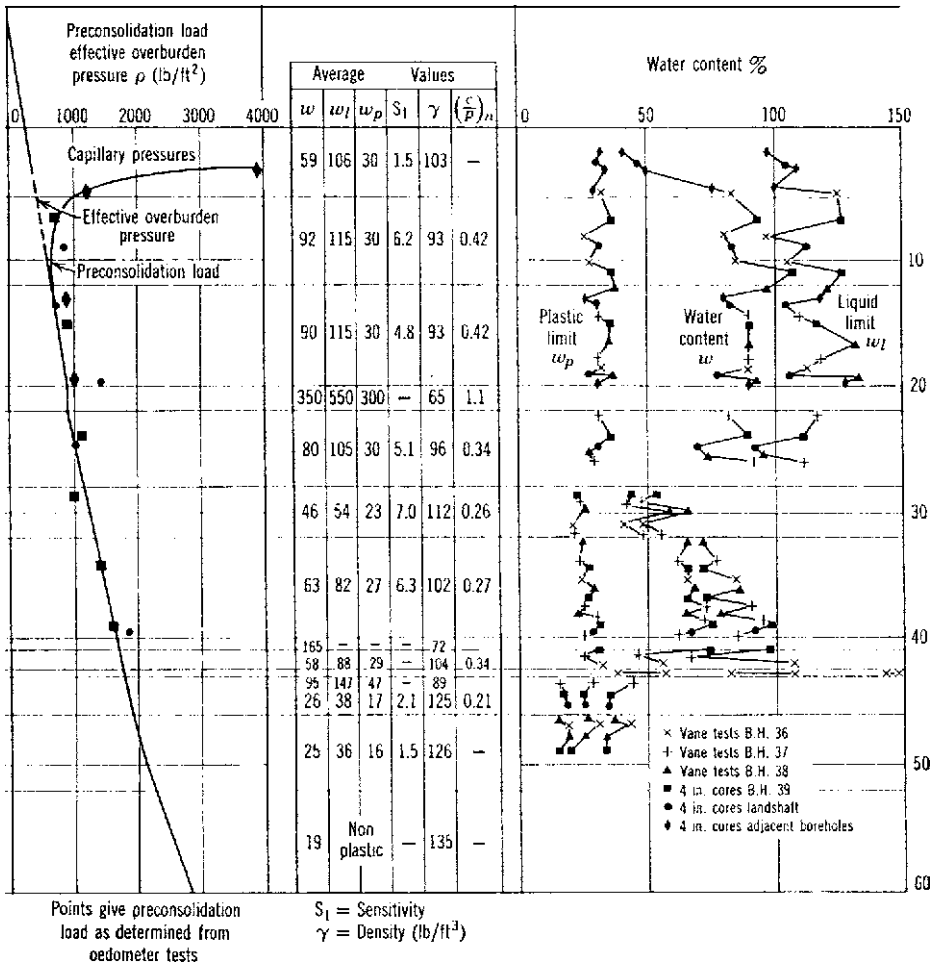 Preconsolidation load
effective overburden
pressure ρ (lb/ft²)
0 1000 2000 3000 4000
Capillary pressures
Effective overburden
pressure
Preconsolidation load
Average Values
w w_l w_p S_l γ (c/p)_n
59 106 30 1.5 103 —
92 115 30 6.2 93 0.42
90 115 30 4.8 93 0.42
350 550 300 — 65 1.1
80 105 30 5.1 96 0.34
46 54 23 7.0 112 0.26
63 82 27 6.3 102 0.27
165 — — — 72 —
58 88 29 — 104 0.34
95 147 47 — 89
26 38 17 2.1 125 0.21
25 36 16 1.5 126 —
19 Non plastic — 135 —
Water content %
0 50 100 150
10
20
30
40
50
60
Plastic
limit
w_p
Water
content
w
Liquid
limit
w_l
× Vane tests B.H. 36
+ Vane tests B.H. 37
▲ Vane tests B.H. 38
■ 4 in. cores B.H. 39
● 4 in. cores landshaft
♦ 4 in. cores adjacent boreholes
Points give preconsolidation
load as determined from
oedometer tests
S_l = Sensitivity
γ = Density (lb/ft³)